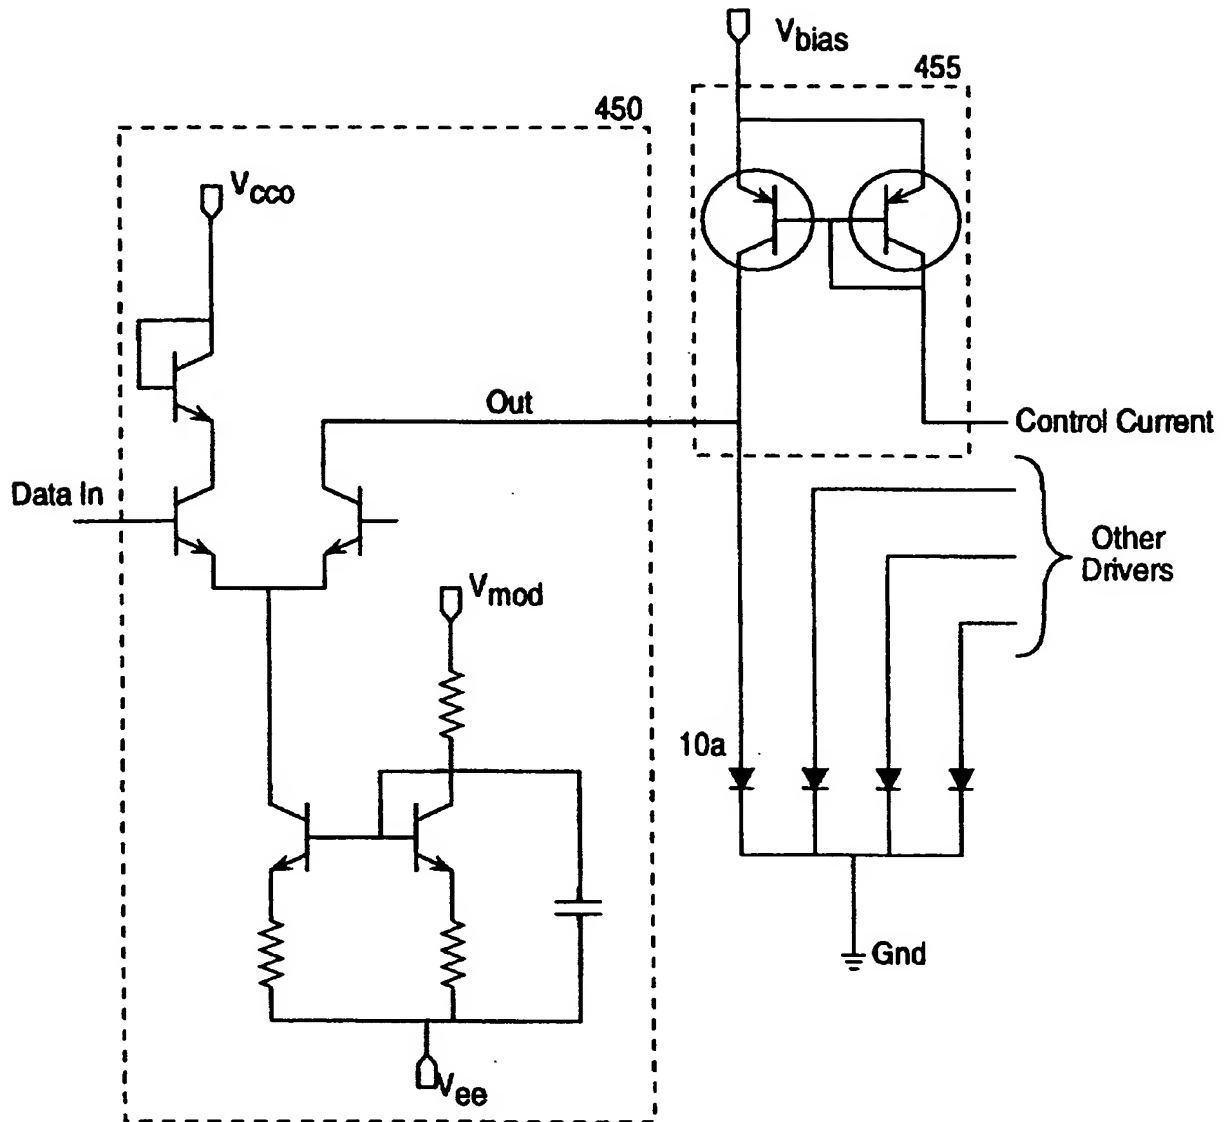 Vbias
455
450
Vcco
Out
Control Current
Data In
Other
Drivers
Vmod
10a
Gnd
Vee